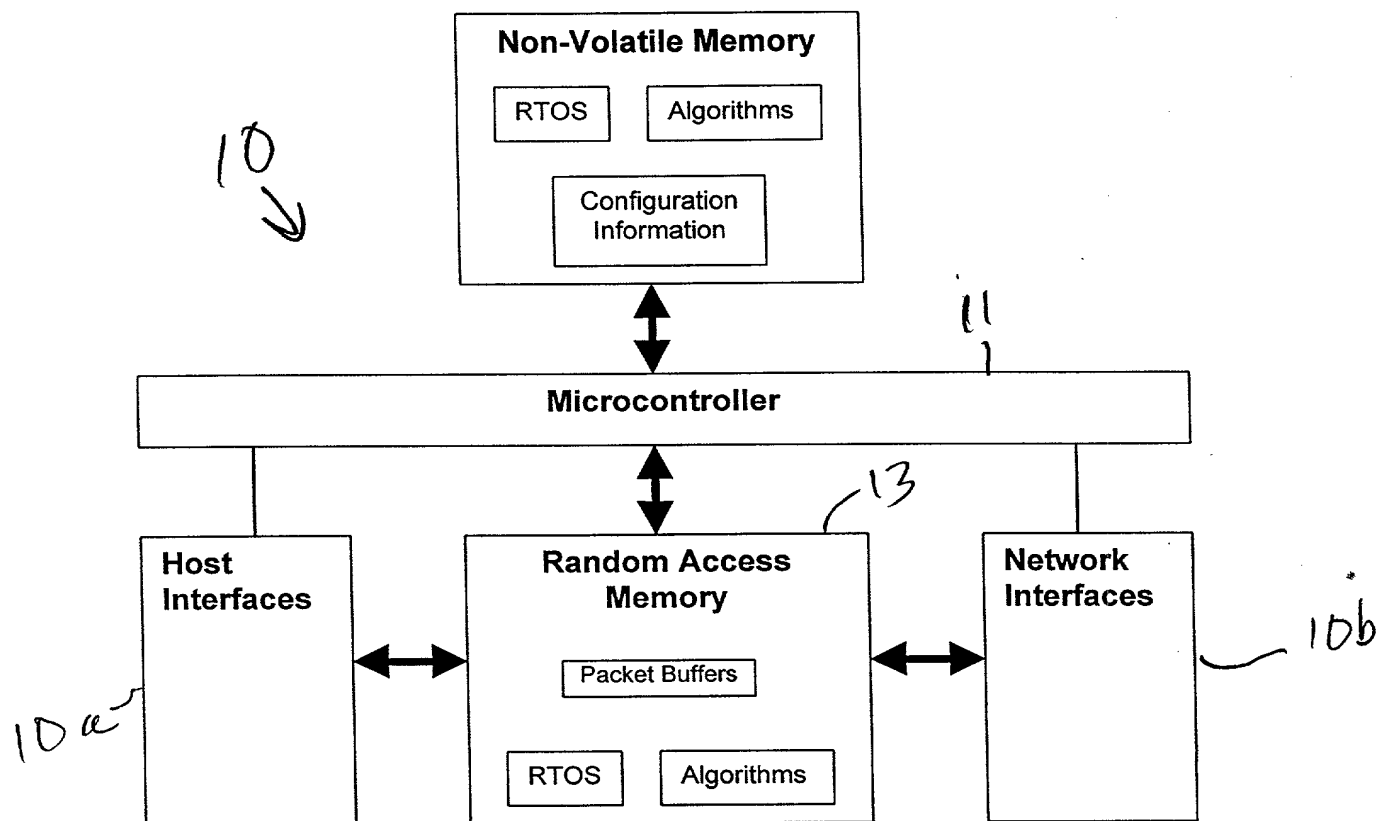 Non-Volatile Memory
RTOS
Algorithms
Configuration
Information
10
11
Microcontroller
13
Host
Interfaces
Random Access
Memory
Network
Interfaces
Packet Buffers
10b
10a
RTOS
Algorithms